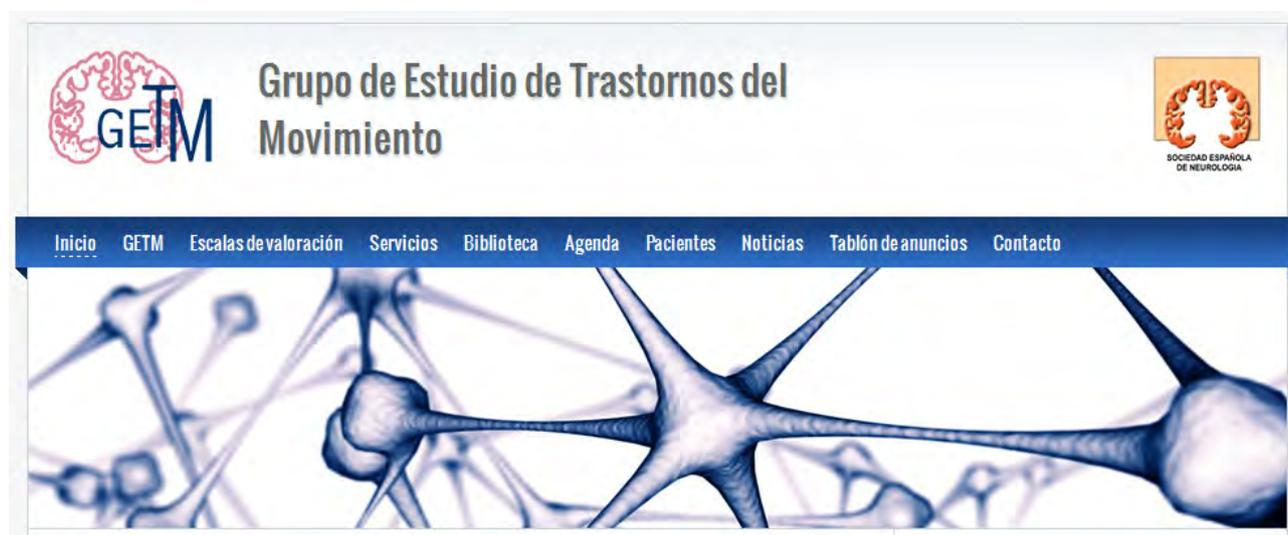 GETM
Grupo de Estudio de Trastornos del
Movimiento
SOCIEDAD ESPAÑOLA
DE NEUROLOGIA
Inicio GETM Escalas de valoración Servicios Biblioteca Agenda Pacientes Noticias Tablón de anuncios Contacto